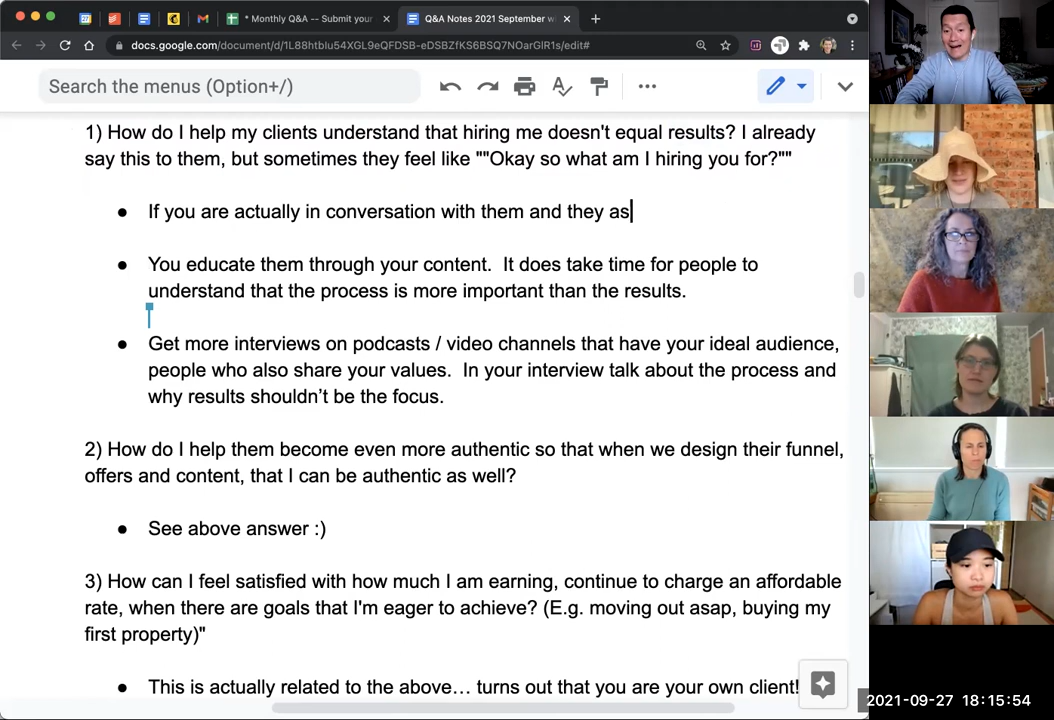 * Monthly Q&A -- Submit your
Q&A Notes 2021 September w
docs.google.com/document/d/1L88htblu54XGL9eQFDSB-eDSBZfKS6BSQ7NOarGlR1s/edit#
Search the menus (Option+/)
1) How do I help my clients understand that hiring me doesn't equal results? I already
say this to them, but sometimes they feel like ""Okay so what am I hiring you for?""
● If you are actually in conversation with them and they as
● You educate them through your content.  It does take time for people to
understand that the process is more important than the results.
● Get more interviews on podcasts / video channels that have your ideal audience,
people who also share your values.  In your interview talk about the process and
why results shouldn’t be the focus.
2) How do I help them become even more authentic so that when we design their funnel,
offers and content, that I can be authentic as well?
● See above answer :)
3) How can I feel satisfied with how much I am earning, continue to charge an affordable
rate, when there are goals that I'm eager to achieve? (E.g. moving out asap, buying my
first property)"
● This is actually related to the above… turns out that you are your own client!
2021-09-27 18:15:54